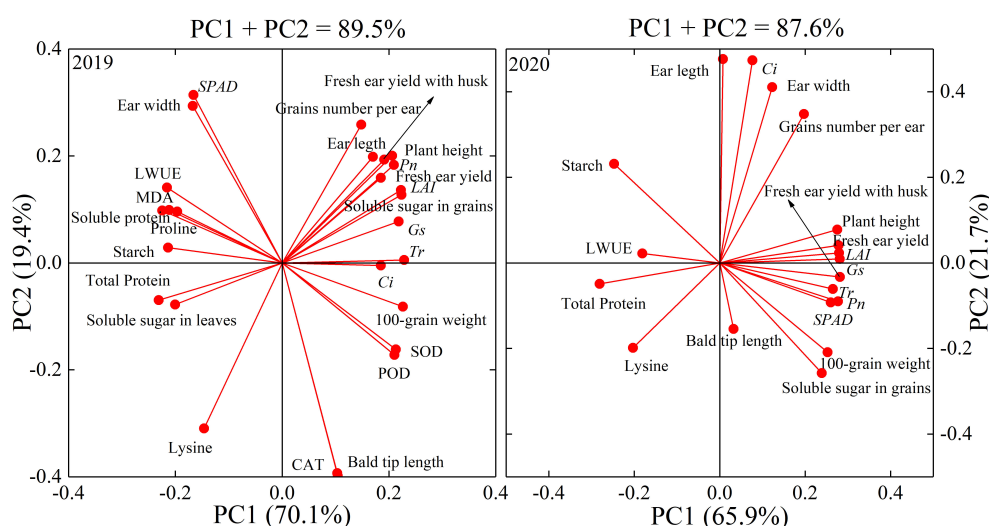 PC1 + PC2 = 89.5%
2019
SPAD
Ear width
Fresh ear yield with husk
Grains number per ear
Ear legth
Plant height
Pn
Fresh ear yield
LAI
Soluble sugar in grains
Gs
Tr
Ci
LWUE
MDA
Soluble protein
Proline
Starch
Total Protein
Soluble sugar in leaves
100-grain weight
SOD
POD
Lysine
CAT
Bald tip length
0.4
0.2
0.0
-0.2
-0.4
PC2 (19.4%)
-0.4
-0.2
0.0
0.2
0.4
PC1 (70.1%)
PC1 + PC2 = 87.6%
2020
Ear legth
Ci
Ear width
Grains number per ear
Starch
Fresh ear yield with husk
Plant height
Fresh ear yield
LAI
Gs
Tr
Pn
SPAD
LWUE
Total Protein
Bald tip length
Lysine
100-grain weight
Soluble sugar in grains
0.4
0.2
0.0
-0.2
-0.4
PC2 (21.7%)
-0.4
-0.2
0.0
0.2
0.4
PC1 (65.9%)